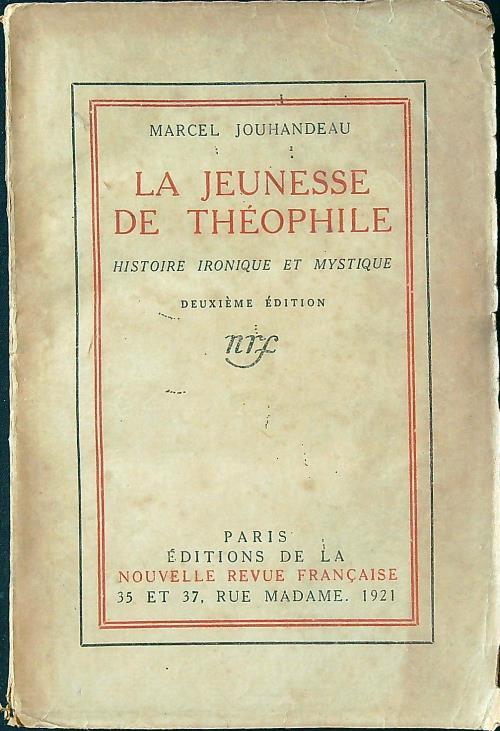 MARCEL JOUHANDEAU
LA JEUNESSE
DE THÉOPHILE
HISTOIRE IRONIQUE ET MYSTIQUE
DEUXIÈME ÉDITION
nrf
PARIS
ÉDITIONS DE LA
NOUVELLE REVUE FRANÇAISE
35 ET 37, RUE MADAME. 1921